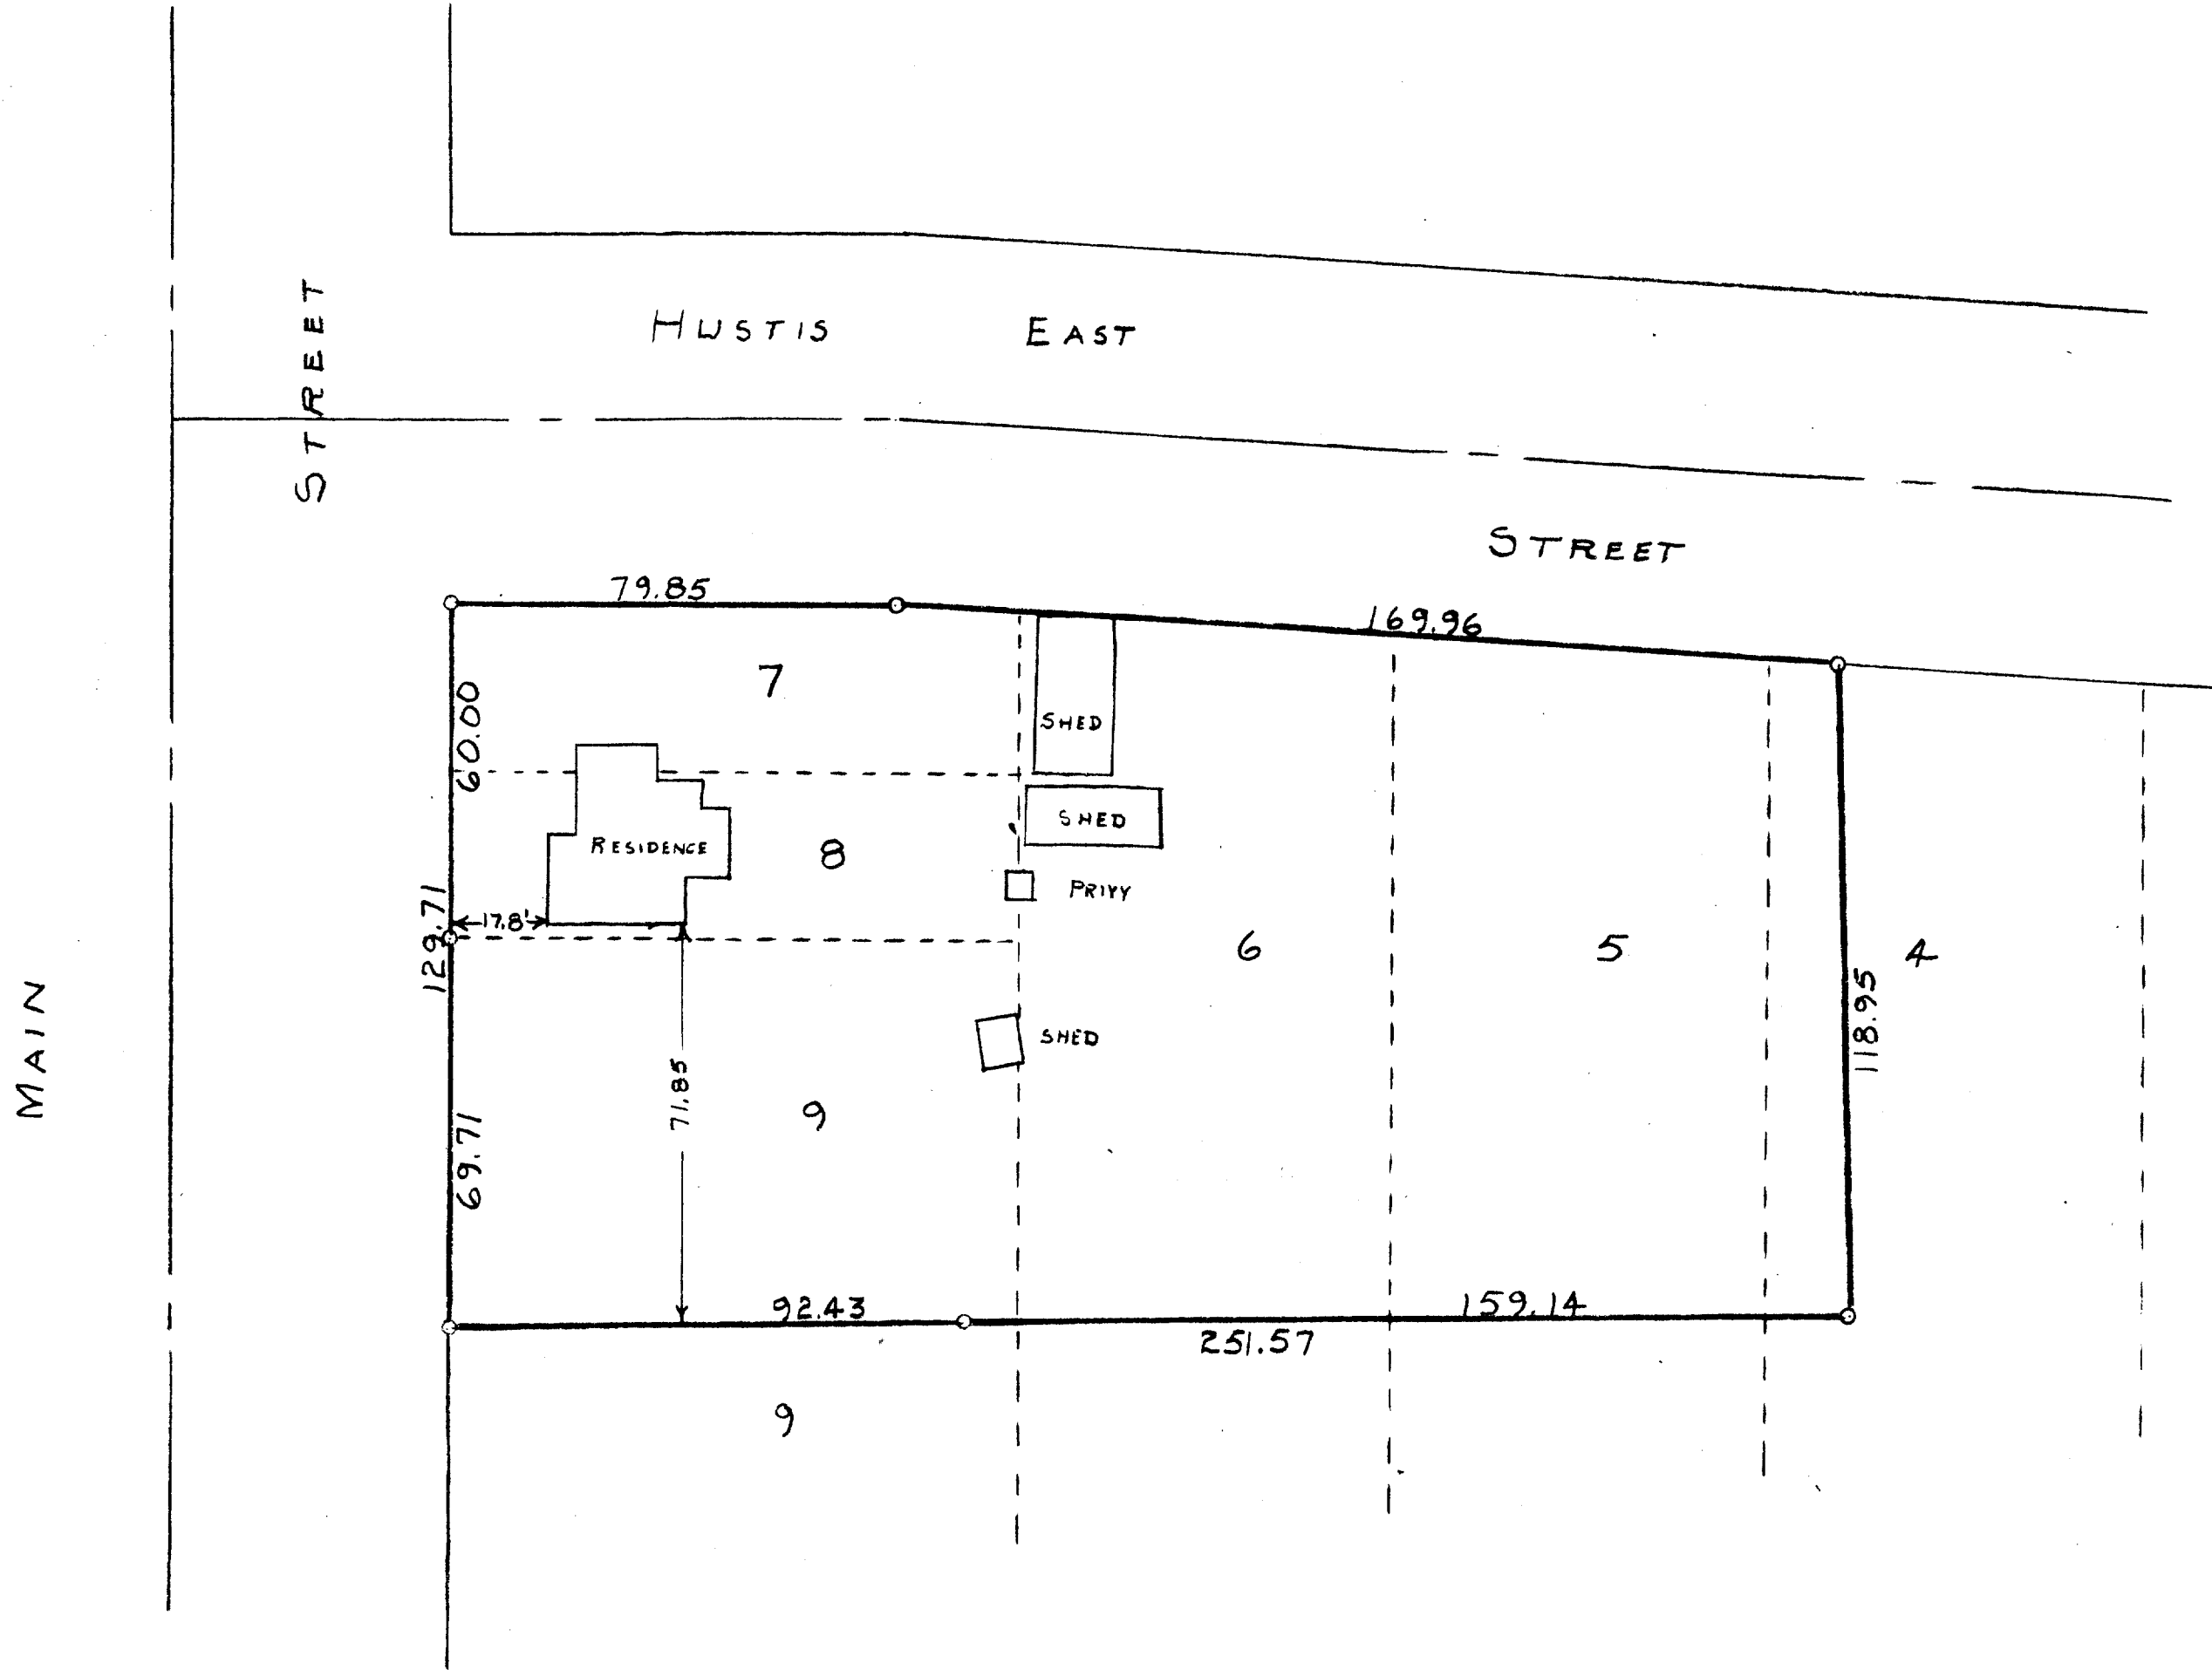 MAIN
STREET
HUSTIS EAST
STREET
79.85
169.96
7
60.00
SHED
SHED
RESIDENCE
8
PRIVY
17.8'
129.71
6
5
4
118.95
SHED
71.85
9
69.71
92.43
159.14
251.57
9